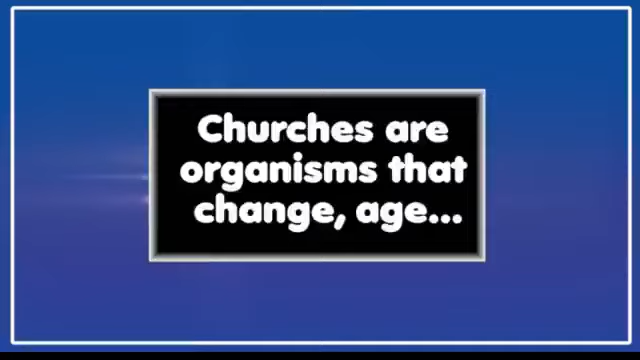 Churches are
organisms that
change, age...